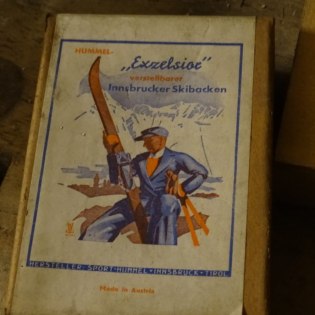 HUMMEL-
„Exzelsior"
verstellbarer
Innsbrucker Skibacken
HERSTELLER: SPORT-HUMMEL·INNSBRUCK·TIROL
Made in Austria